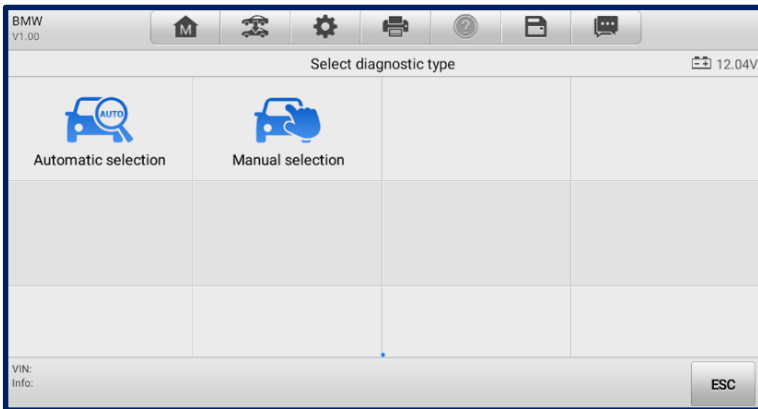 BMW
V1.00
M
?
Select diagnostic type
12.04V
AUTO
Automatic selection
Manual selection
VIN:
Info:
ESC